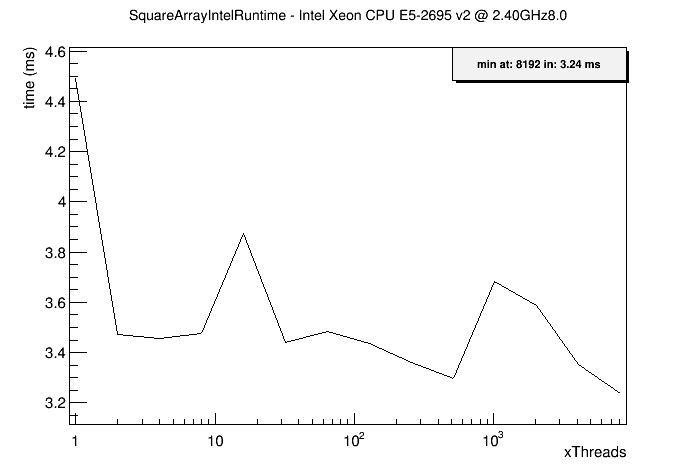 SquareArrayIntelRuntime - Intel Xeon CPU E5-2695 v2 @ 2.40GHz8.0
time (ms)
min at: 8192 in: 3.24 ms
4.6
4.4
4.2
4
3.8
3.6
3.4
3.2
1 10 10² 10³
xThreads